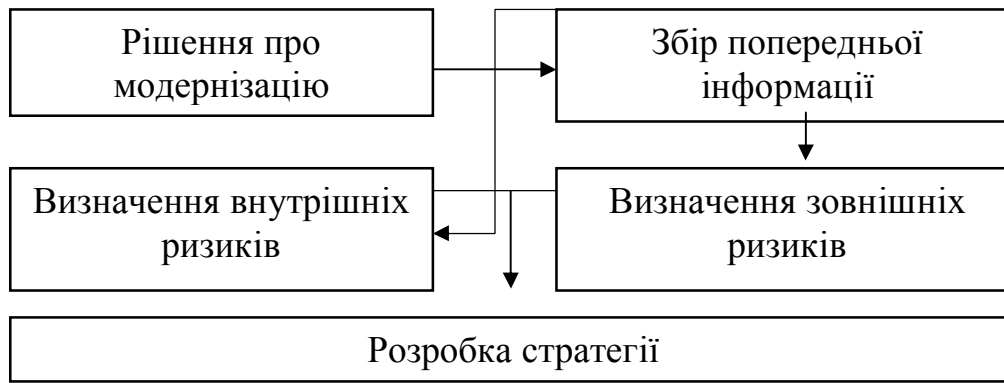 Рішення про
модернізацію
Збір попередньої
інформації
Визначення внутрішніх
ризиків
Визначення зовнішніх
ризиків
Розробка стратегії